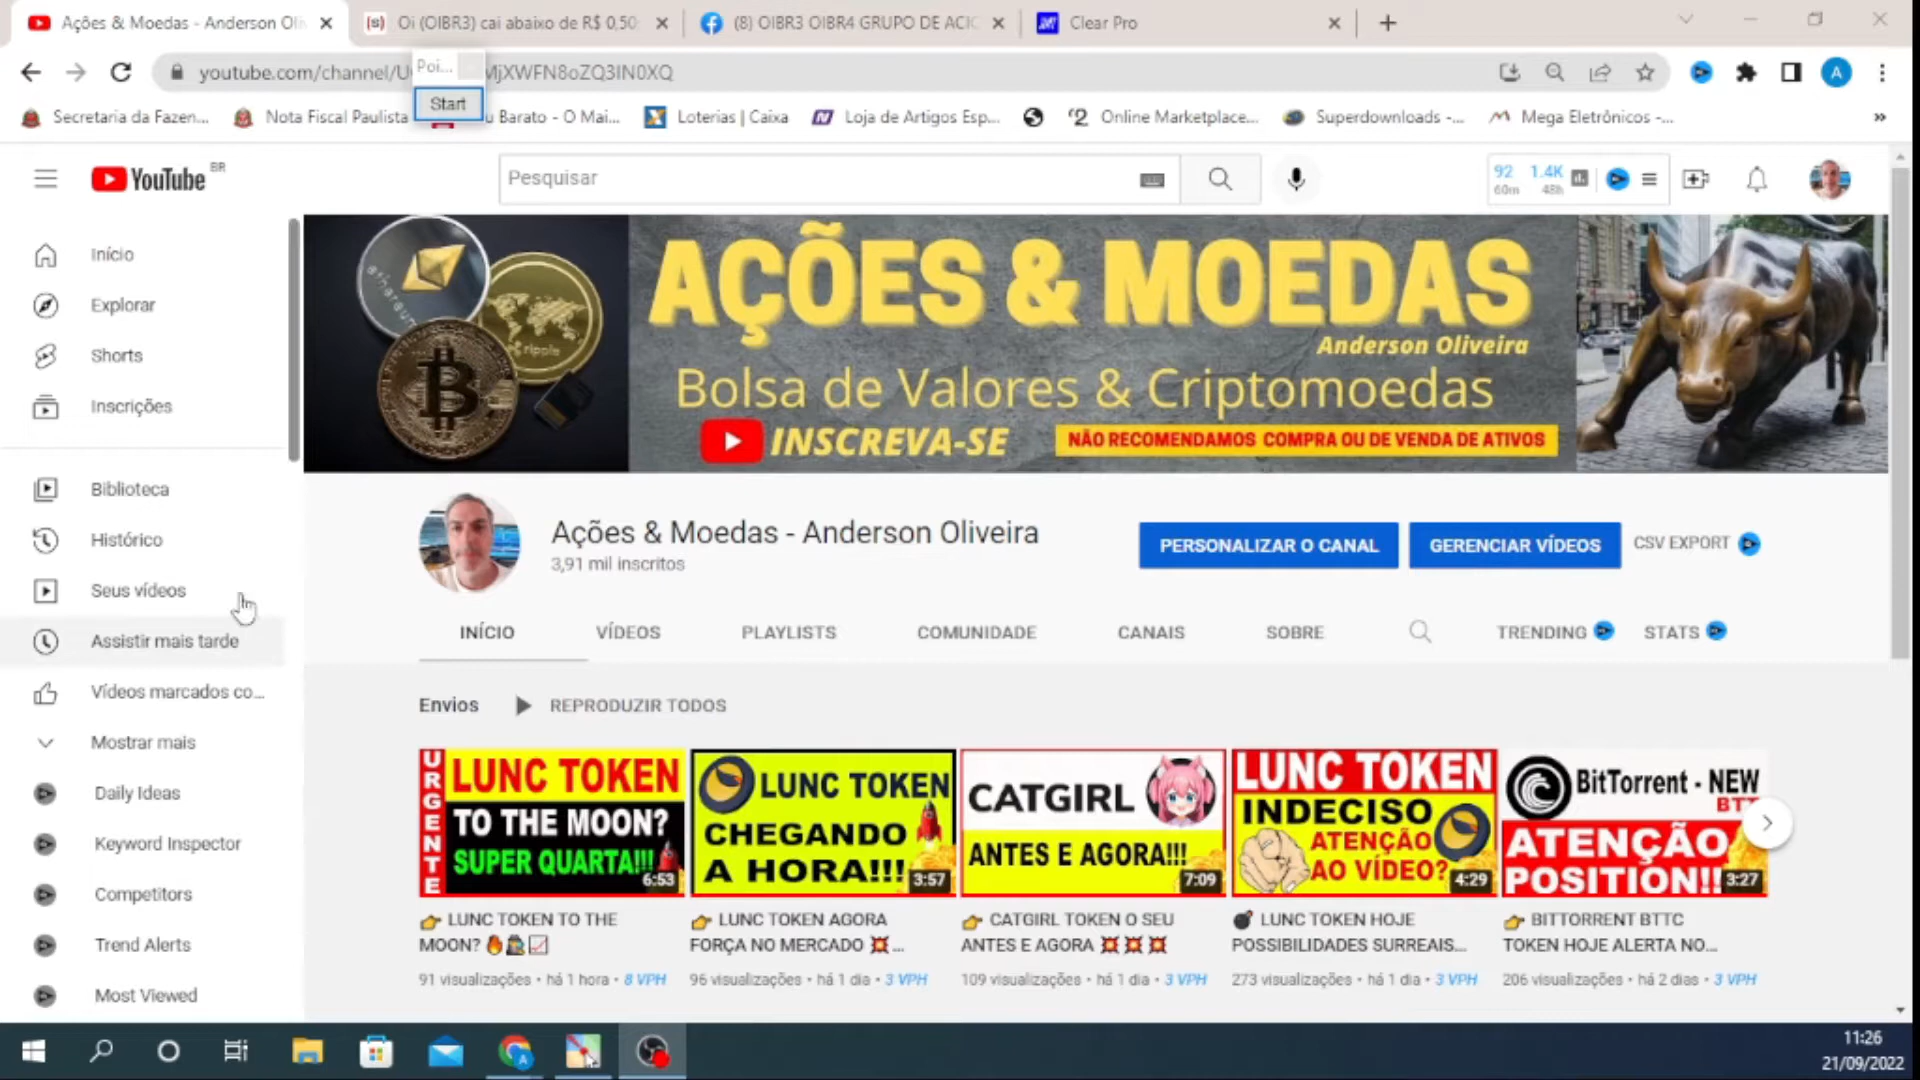 Ações & Moedas - Anderson Oli
Oi (OIBR3) cai abaixo de R$ 0,50
(8) OIBR3 OIBR4 GRUPO DE ACIO
Clear Pro
youtube.com/channel/U
MjXWFN8oZQ3IN0XQ
Poi...
Start
Secretaria da Fazen...
Nota Fiscal Paulista
u Barato - O Mai...
Loterias | Caixa
Loja de Artigos Esp...
Online Marketplace...
Superdownloads -...
Mega Eletrônicos -...
YouTube BR
Pesquisar
92 1.4K
60m 48h
Início
Explorar
Shorts
Inscrições
Biblioteca
Histórico
Seus vídeos
Assistir mais tarde
Vídeos marcados co...
Mostrar mais
Daily Ideas
Keyword Inspector
Competitors
Trend Alerts
Most Viewed
ripple
AÇÕES & MOEDAS
Anderson Oliveira
Bolsa de Valores & Criptomoedas
INSCREVA-SE
NÃO RECOMENDAMOS COMPRA OU DE VENDA DE ATIVOS
Ações & Moedas - Anderson Oliveira
3,91 mil inscritos
PERSONALIZAR O CANAL
GERENCIAR VÍDEOS
CSV EXPORT
INÍCIO
VÍDEOS
PLAYLISTS
COMUNIDADE
CANAIS
SOBRE
TRENDING
STATS
Envios
REPRODUZIR TODOS
URGENTE
LUNC TOKEN
TO THE MOON?
SUPER QUARTA!!!
6:53
LUNC TOKEN
CHEGANDO
A HORA!!!
3:57
CATGIRL
ANTES E AGORA!!!
7:09
LUNC TOKEN
INDECISO
ATENÇÃO
AO VÍDEO?
4:29
BitTorrent - NEW
BTT
ATENÇÃO
POSITION!!
3:27
👉 LUNC TOKEN TO THE
MOON?
91 visualizações • há 1 hora • 8 VPH
👉 LUNC TOKEN AGORA
FORÇA NO MERCADO 💥 ...
96 visualizações • há 1 dia • 3 VPH
👉 CATGIRL TOKEN O SEU
ANTES E AGORA 💥 💥 💥
109 visualizações • há 1 dia • 3 VPH
💣 LUNC TOKEN HOJE
POSSIBILIDADES SURREAIS...
273 visualizações • há 1 dia • 3 VPH
👉 BITTORRENT BTTC
TOKEN HOJE ALERTA NO...
206 visualizações • há 2 dias • 3 VPH
11:26
21/09/2022